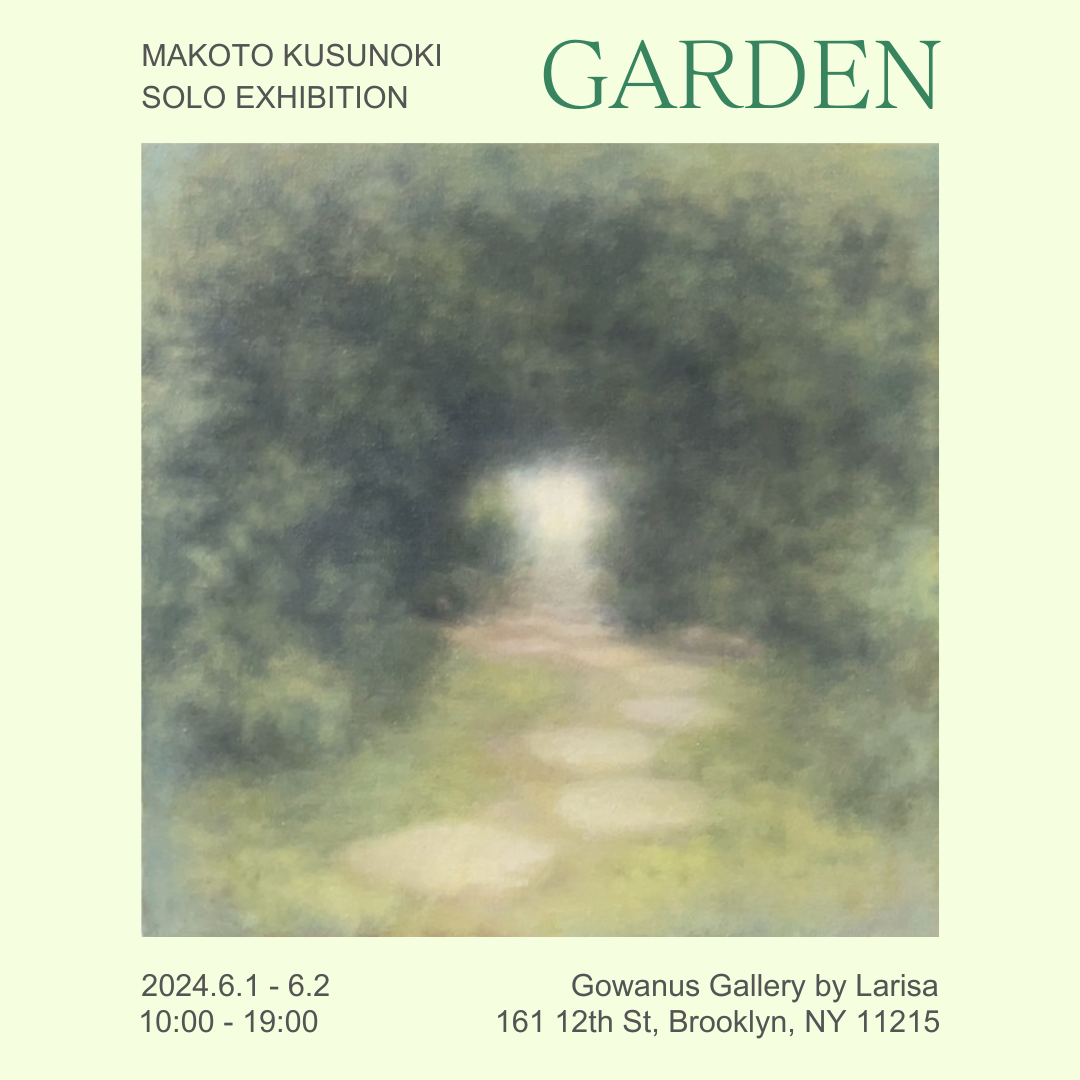 MAKOTO KUSUNOKI
SOLO EXHIBITION
GARDEN
2024.6.1 - 6.2
10:00 - 19:00
Gowanus Gallery by Larisa
161 12th St, Brooklyn, NY 11215